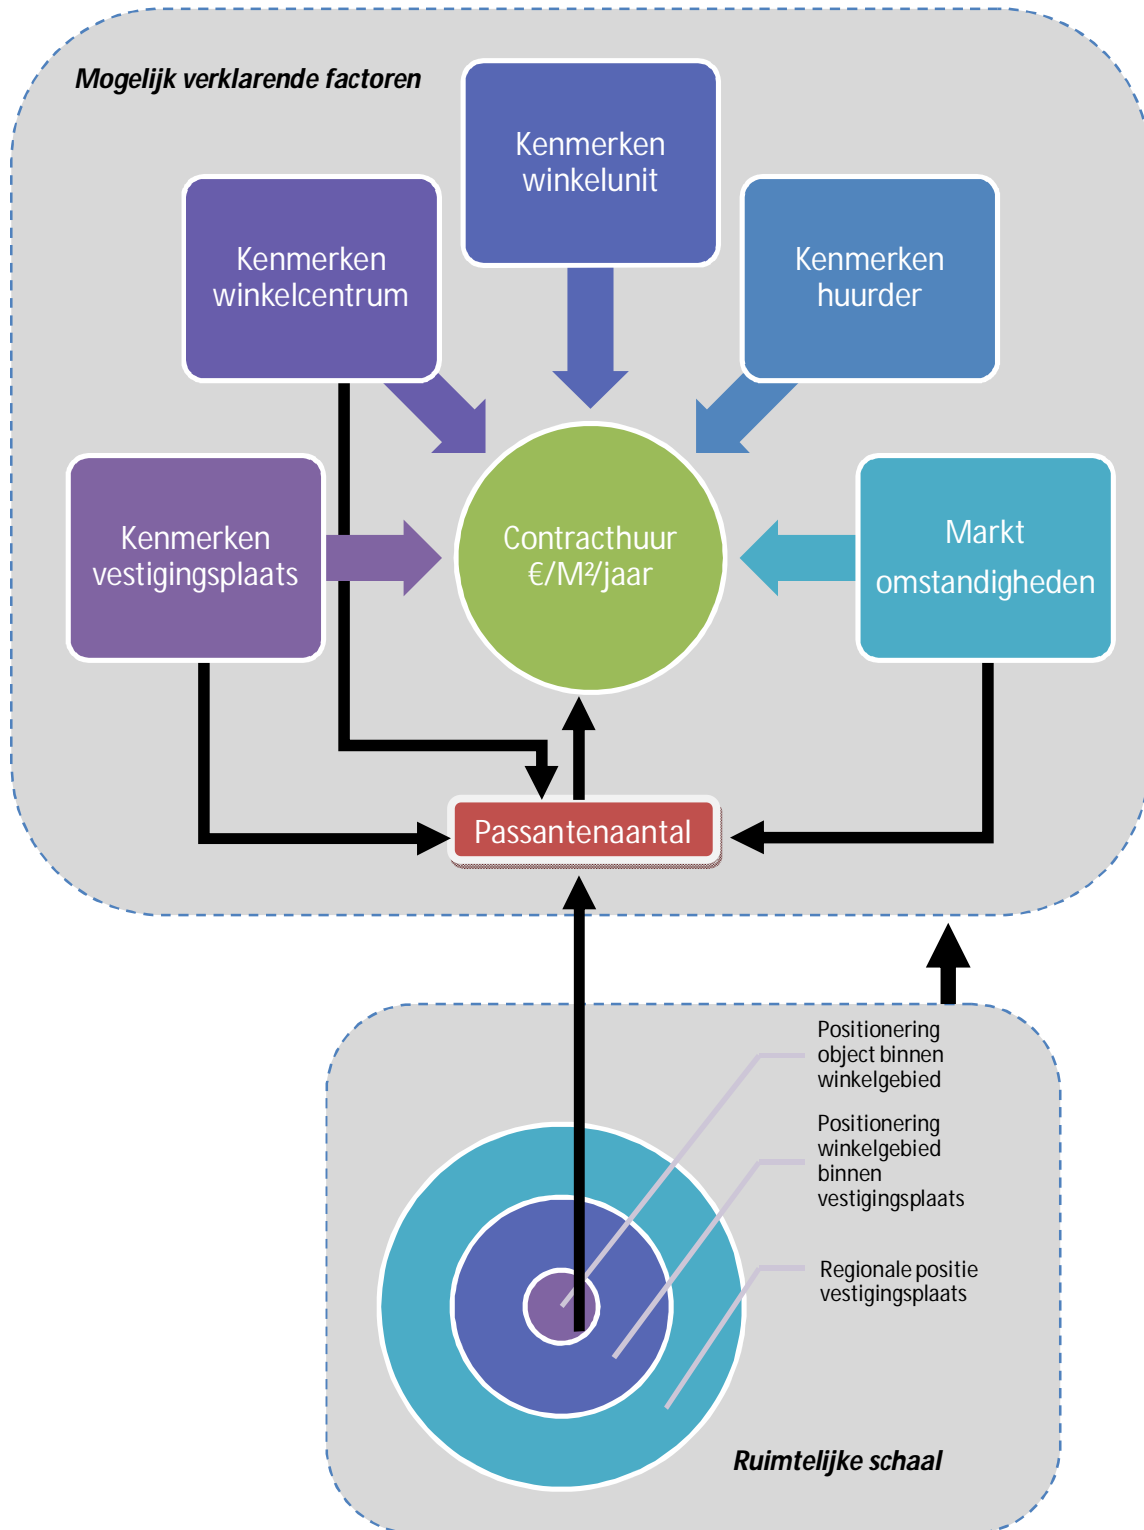 Mogelijk verklarende factoren
Kenmerken
winkelunit
Kenmerken
winkelcentrum
Kenmerken
huurder
Kenmerken
vestigingsplaats
Contracthuur
€/M²/jaar
Markt
omstandigheden
Passantenaantal
Positionering
object binnen
winkelgebied
Positionering
winkelgebied
binnen
vestigingsplaats
Regionale positie
vestigingsplaats
Ruimtelijke schaal